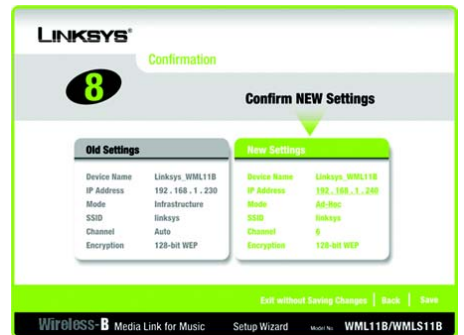 LINKSYS®
Confirmation
8
Confirm NEW Settings
Old Settings
Device Name Linksys_WML11B
IP Address 192 . 168 . 1 . 230
Mode Infrastructure
SSID linksys
Channel Auto
Encryption 128-bit WEP
New Settings
Device Name Linksys_WML11B
IP Address 192 . 168 . 1 . 240
Mode Ad-Hoc
SSID linksys
Channel 6
Encryption 128-bit WEP
Exit without Saving Changes | Back | Save
Wireless-B Media Link for Music Setup Wizard Model No. WML11B/WMLS11B